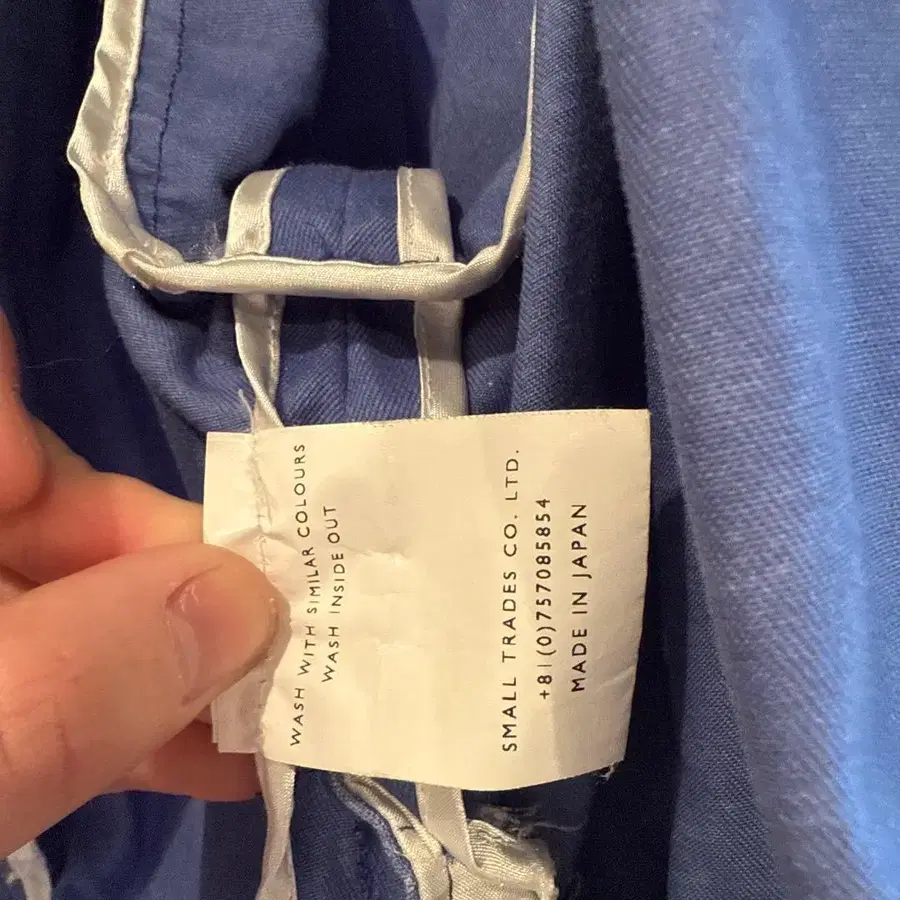 WASH WITH SIMILAR COLOURS
WASH INSIDE OUT
SMALL TRADES CO. LTD.
+81(0)757085854
MADE IN JAPAN